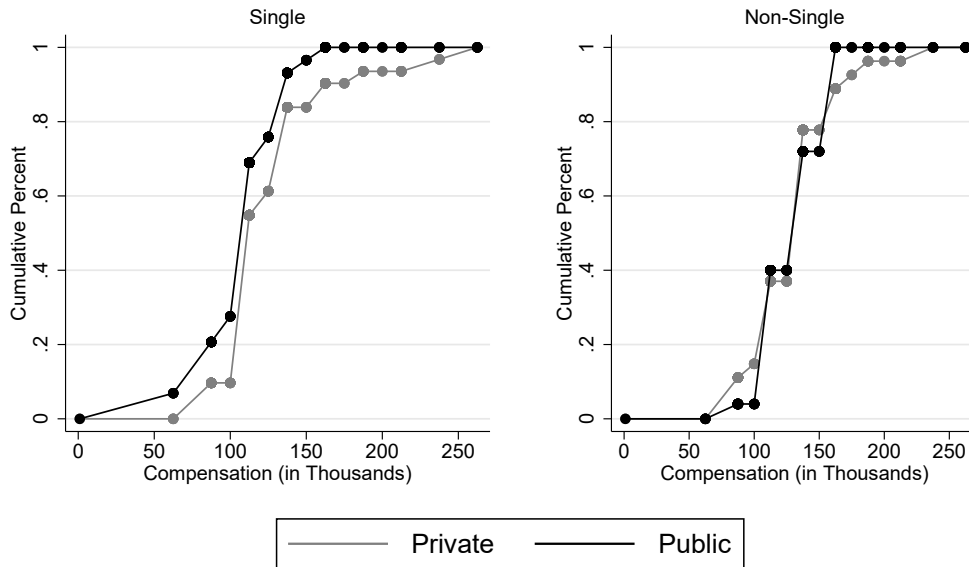 Single
Non-Single
Cumulative Percent
0
.2
.4
.6
.8
1
0 50 100 150 200 250
Compensation (in Thousands)
Cumulative Percent
0
.2
.4
.6
.8
1
0 50 100 150 200 250
Compensation (in Thousands)
Private Public